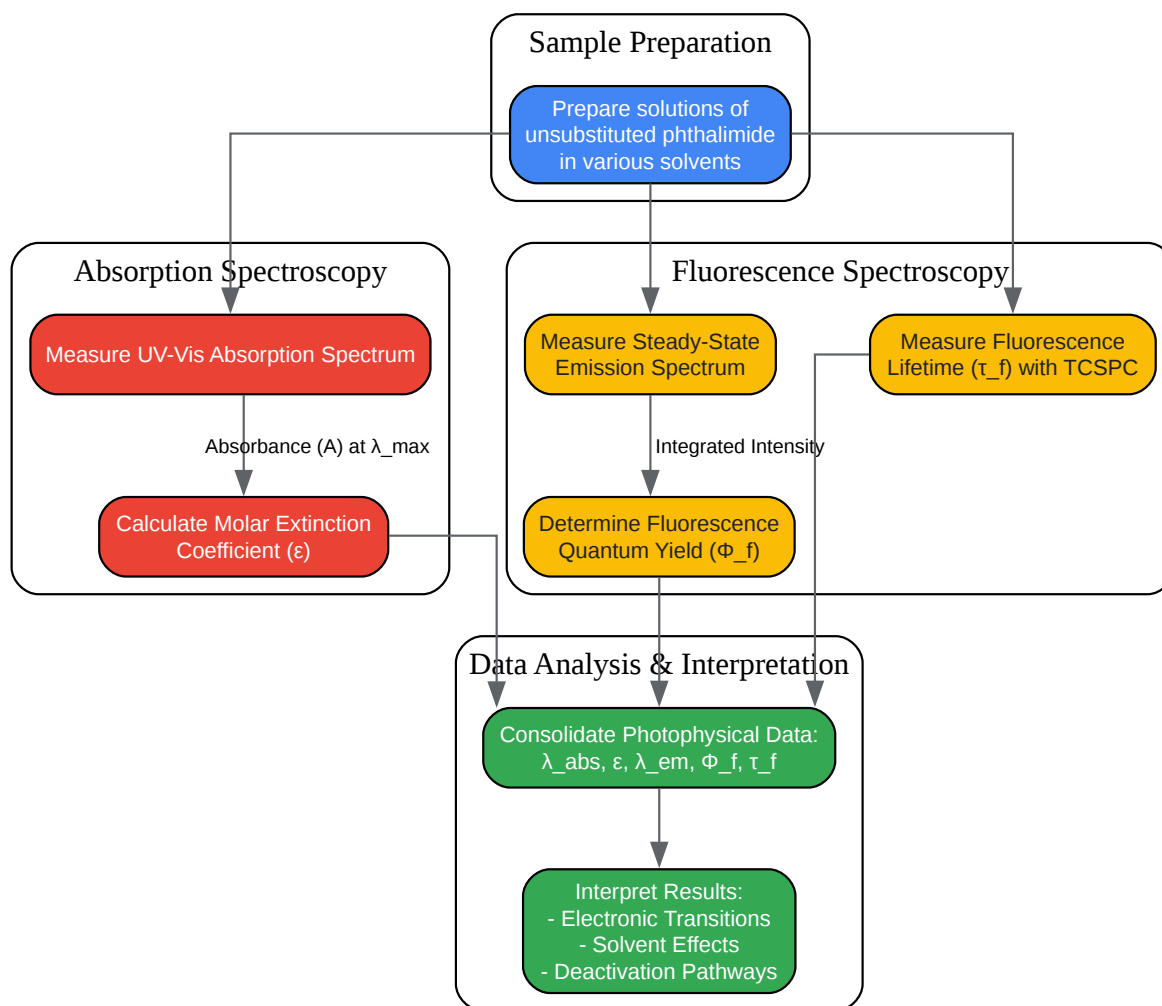 Sample Preparation
Prepare solutions of
unsubstituted phthalimide
in various solvents
Absorption Spectroscopy
Measure UV-Vis Absorption Spectrum
Absorbance (A) at λ_max
Calculate Molar Extinction
Coefficient (ε)
Fluorescence Spectroscopy
Measure Steady-State
Emission Spectrum
Measure Fluorescence
Lifetime (τ_f) with TCSPC
Integrated Intensity
Determine Fluorescence
Quantum Yield (Φ_f)
Data Analysis & Interpretation
Consolidate Photophysical Data:
λ_abs, ε, λ_em, Φ_f, τ_f
Interpret Results:
- Electronic Transitions
- Solvent Effects
- Deactivation Pathways